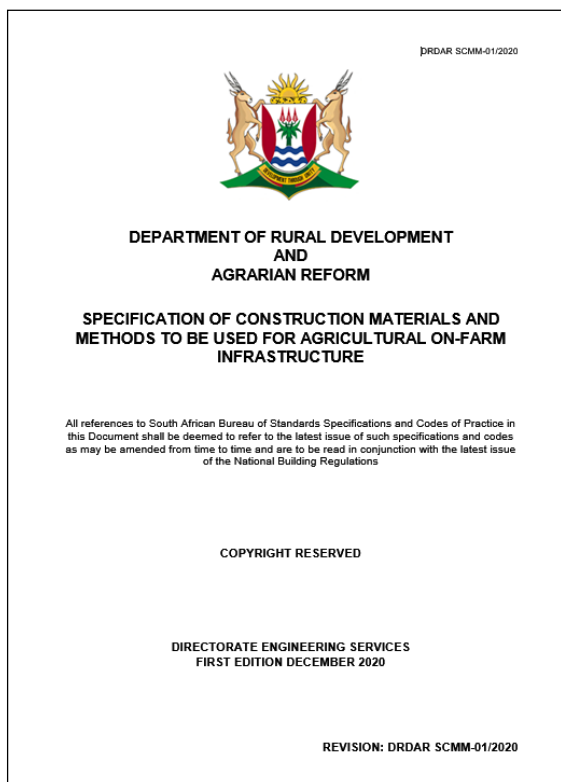 DRDAR SCMM-01/2020
DEVELOPMENT THROUGH UNITY
DEPARTMENT OF RURAL DEVELOPMENT
AND
AGRARIAN REFORM
SPECIFICATION OF CONSTRUCTION MATERIALS AND
METHODS TO BE USED FOR AGRICULTURAL ON-FARM
INFRASTRUCTURE
All references to South African Bureau of Standards Specifications and Codes of Practice in
this Document shall be deemed to refer to the latest issue of such specifications and codes
as may be amended from time to time and are to be read in conjunction with the latest issue
of the National Building Regulations
COPYRIGHT RESERVED
DIRECTORATE ENGINEERING SERVICES
FIRST EDITION DECEMBER 2020
REVISION: DRDAR SCMM-01/2020